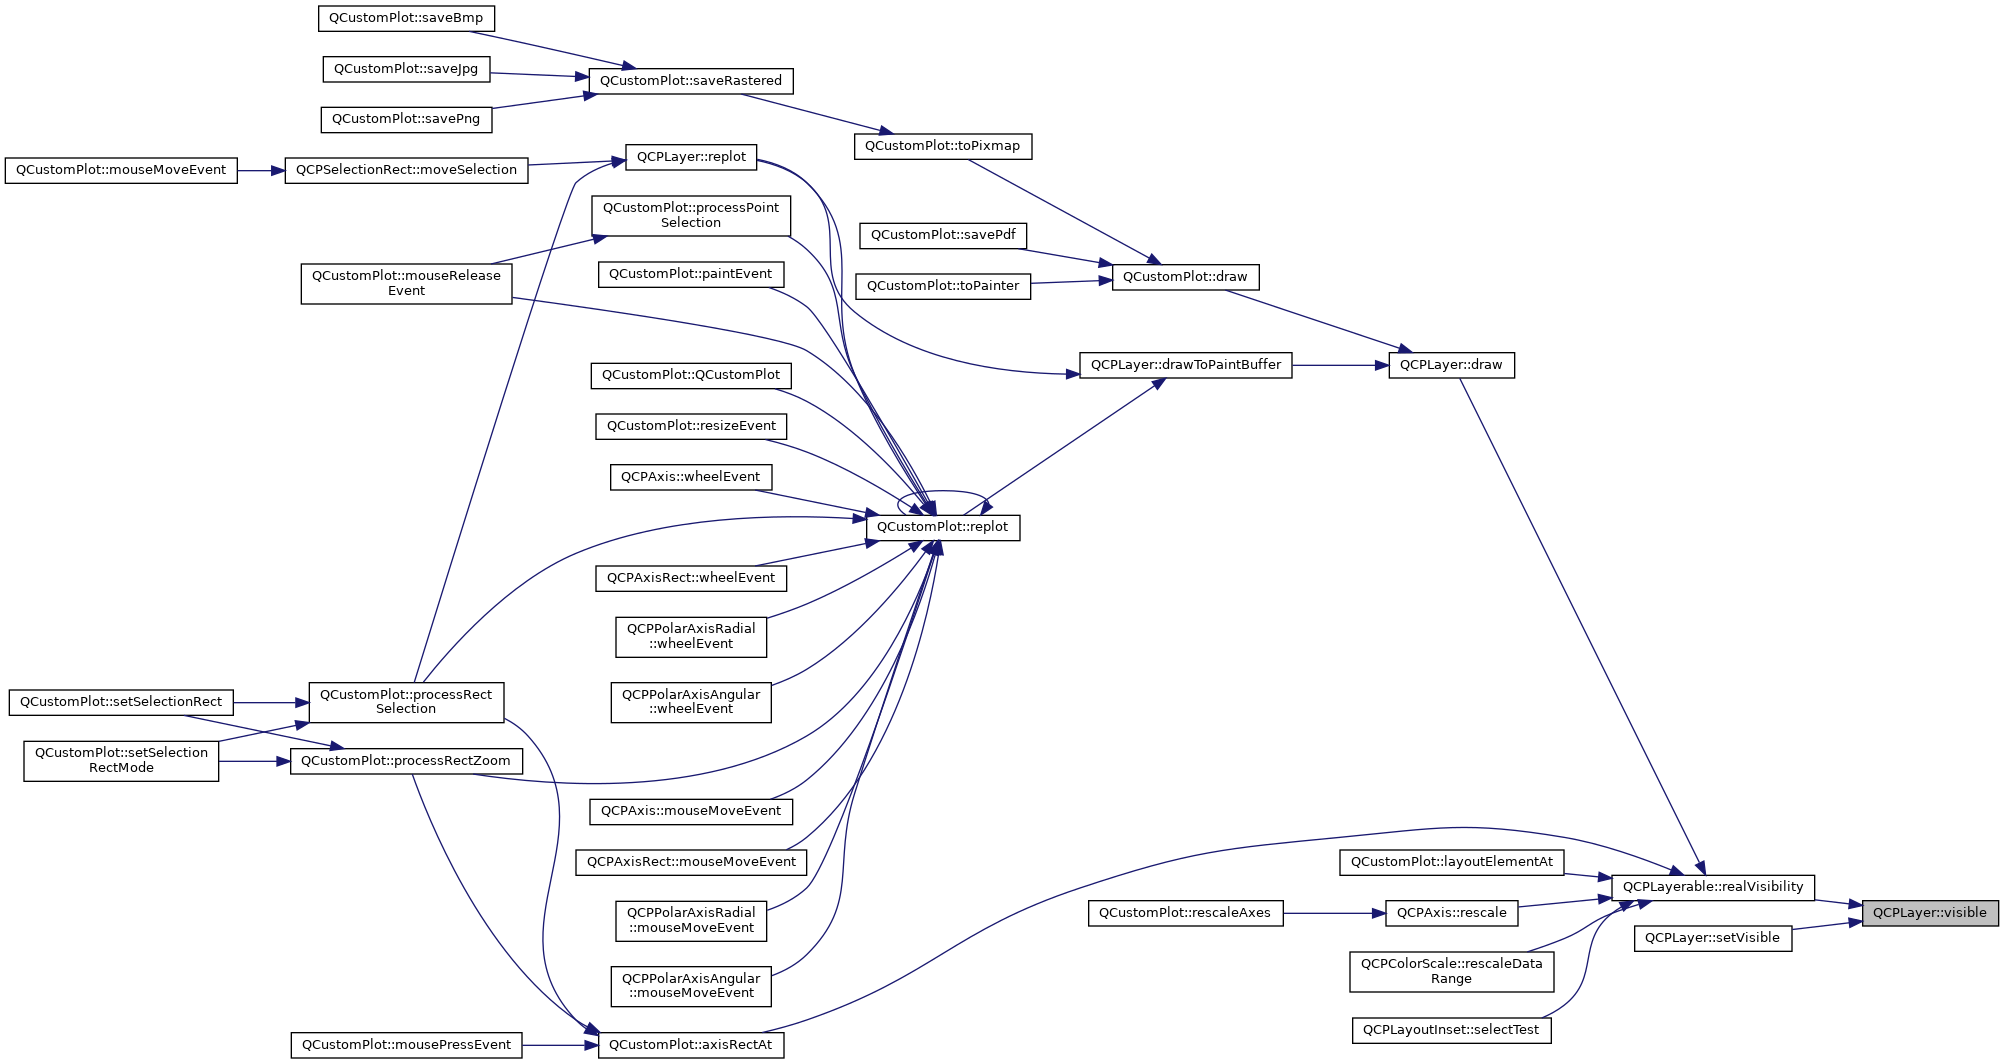 QCustomPlot::saveBmp
QCustomPlot::saveJpg
QCustomPlot::saveRastered
QCustomPlot::savePng
QCustomPlot::toPixmap
QCPLayer::replot
QCustomPlot::mouseMoveEvent
QCPSelectionRect::moveSelection
QCustomPlot::processPoint
Selection
QCustomPlot::savePdf
QCustomPlot::mouseRelease
Event
QCustomPlot::paintEvent
QCustomPlot::toPainter
QCustomPlot::draw
QCustomPlot::QCustomPlot
QCPLayer::drawToPaintBuffer
QCPLayer::draw
QCustomPlot::resizeEvent
QCPAxis::wheelEvent
QCustomPlot::replot
QCPAxisRect::wheelEvent
QCPPolarAxisRadial
::wheelEvent
QCPPolarAxisAngular
::wheelEvent
QCustomPlot::setSelectionRect
QCustomPlot::processRect
Selection
QCustomPlot::setSelection
RectMode
QCustomPlot::processRectZoom
QCPAxis::mouseMoveEvent
QCPAxisRect::mouseMoveEvent
QCustomPlot::layoutElementAt
QCPLayerable::realVisibility
QCPPolarAxisRadial
::mouseMoveEvent
QCustomPlot::rescaleAxes
QCPAxis::rescale
QCPLayer::visible
QCPLayer::setVisible
QCPColorScale::rescaleData
Range
QCPPolarAxisAngular
::mouseMoveEvent
QCPLayoutInset::selectTest
QCustomPlot::mousePressEvent
QCustomPlot::axisRectAt